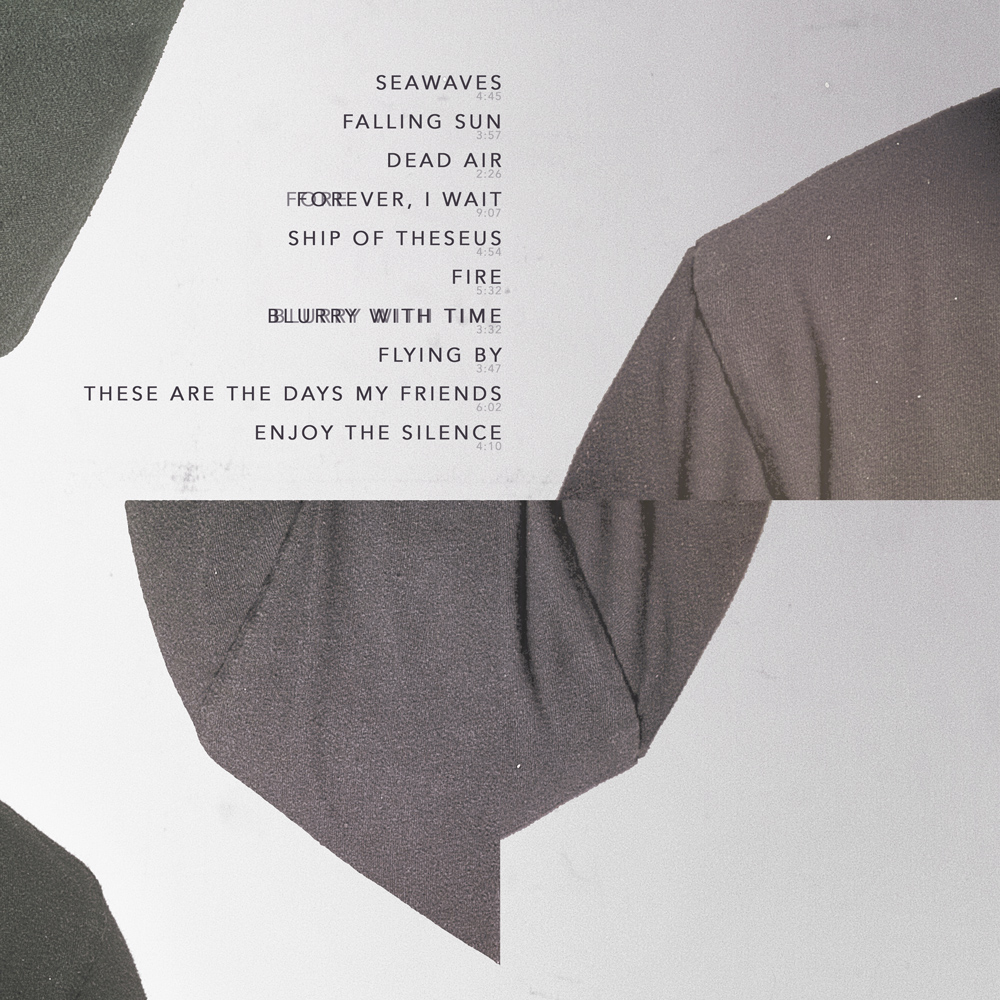 SEAWAVES
4:45
FALLING SUN
3:57
DEAD AIR
2:26
FOREVER, I WAIT
9:07
SHIP OF THESEUS
4:54
FIRE
5:32
BLURRY WITH TIME
3:32
FLYING BY
3:47
THESE ARE THE DAYS MY FRIENDS
6:02
ENJOY THE SILENCE
4:10